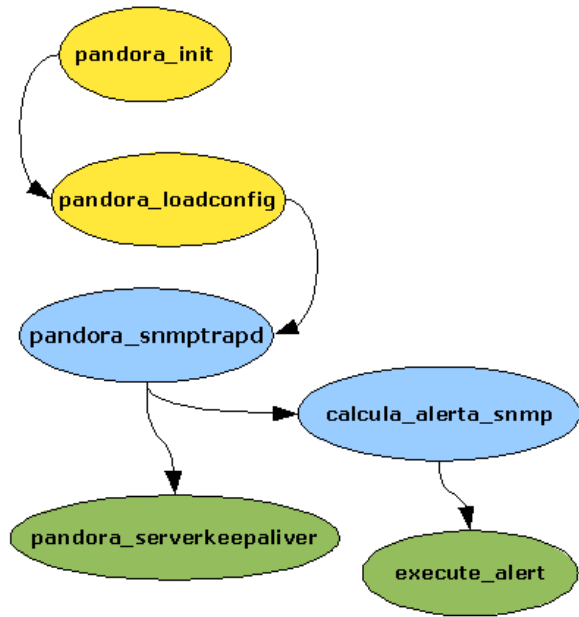 pandora_init
pandora_loadconfig
pandora_snmptrapd
calcula_alerta_snmp
pandora_serverkeepaliver
execute_alert